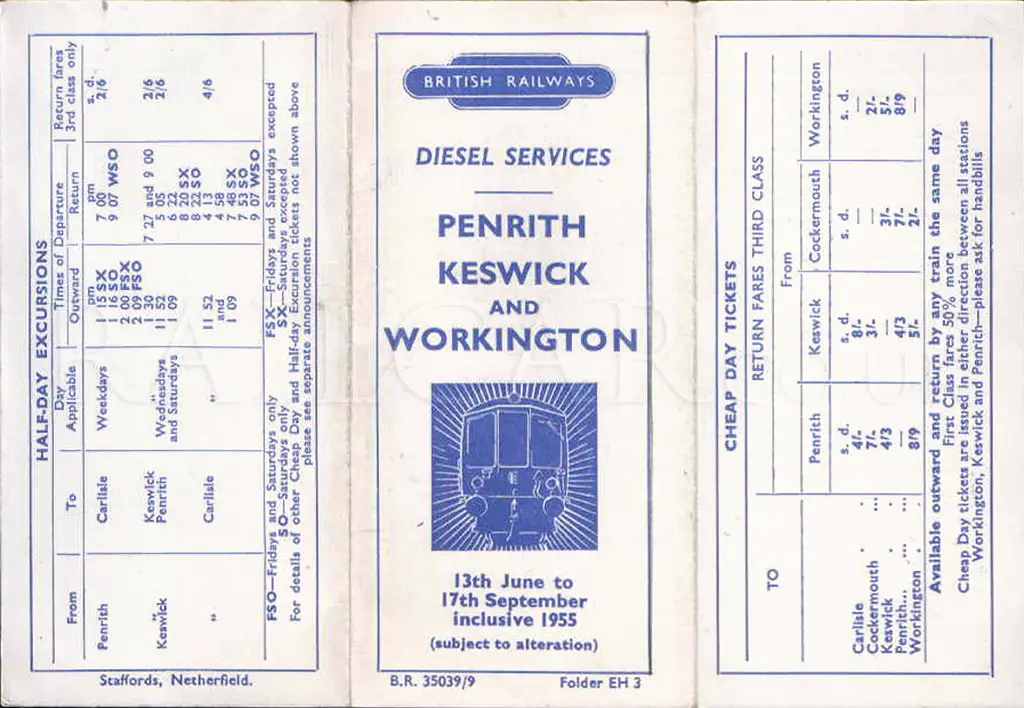 HALF-DAY EXCURSIONS
From To Day Applicable Times of Departure Return fares 3rd class only
Outward Return
pm pm s. d.
Penrith Carlisle Weekdays 1 15 SX 7 00 2/6
1 16 SO 9 07 WSO
2 00 FSX
2 09 FSO
" Keswick " 1 30 7 27 and 9 00 2/6
Keswick Penrith Wednesdays and Saturdays 11 52 5 05 2/6
1 09 6 22
8 20 SX
8 22 SO
" Carlisle " 11 52 4 13 4/6
and 4 58
1 09 7 48 SX
7 53 SO
9 07 WSO
FSO—Fridays and Saturdays only FSX—Fridays and Saturdays excepted
SO—Saturdays only SX—Saturdays excepted
For details of other Cheap Day and Half-day Excursion tickets not shown above
please see separate announcements
Staffords, Netherfield.
BRITISH RAILWAYS
DIESEL SERVICES
PENRITH
KESWICK
AND
WORKINGTON
13th June to
17th September
inclusive 1955
(subject to alteration)
B.R. 35039/9 Folder EH 3
CHEAP DAY TICKETS
RETURN FARES THIRD CLASS
TO From
Penrith Keswick Cockermouth Workington
s. d. s. d. s. d. s. d.
Carlisle 4/- 8/- — —
Cockermouth 7/- 3/- — 2/-
Keswick 4/3 — 3/- 5/-
Penrith... — 4/3 7/- 8/9
Workington 8/9 5/- 2/- —
Available outward and return by any train the same day
First Class fares 50% more
Cheap Day tickets are issued in either direction between all stations
Workington, Keswick and Penrith—please ask for handbills